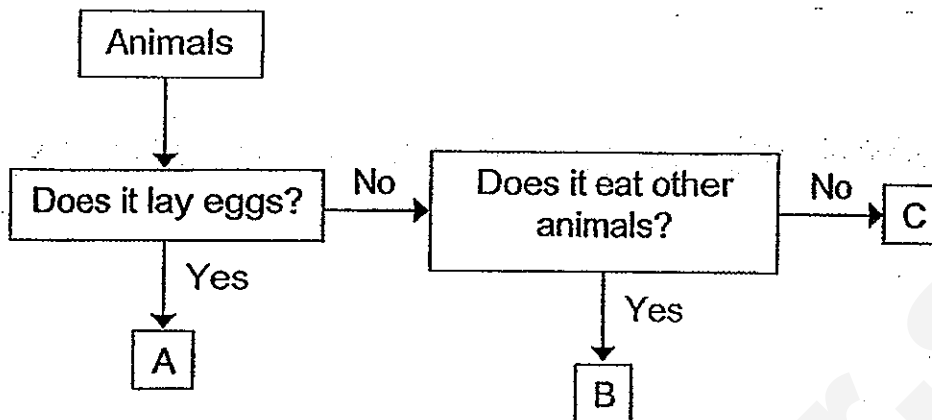 Animals
Does it lay eggs?
No
Does it eat other
animals?
No
C
Yes
A
Yes
B